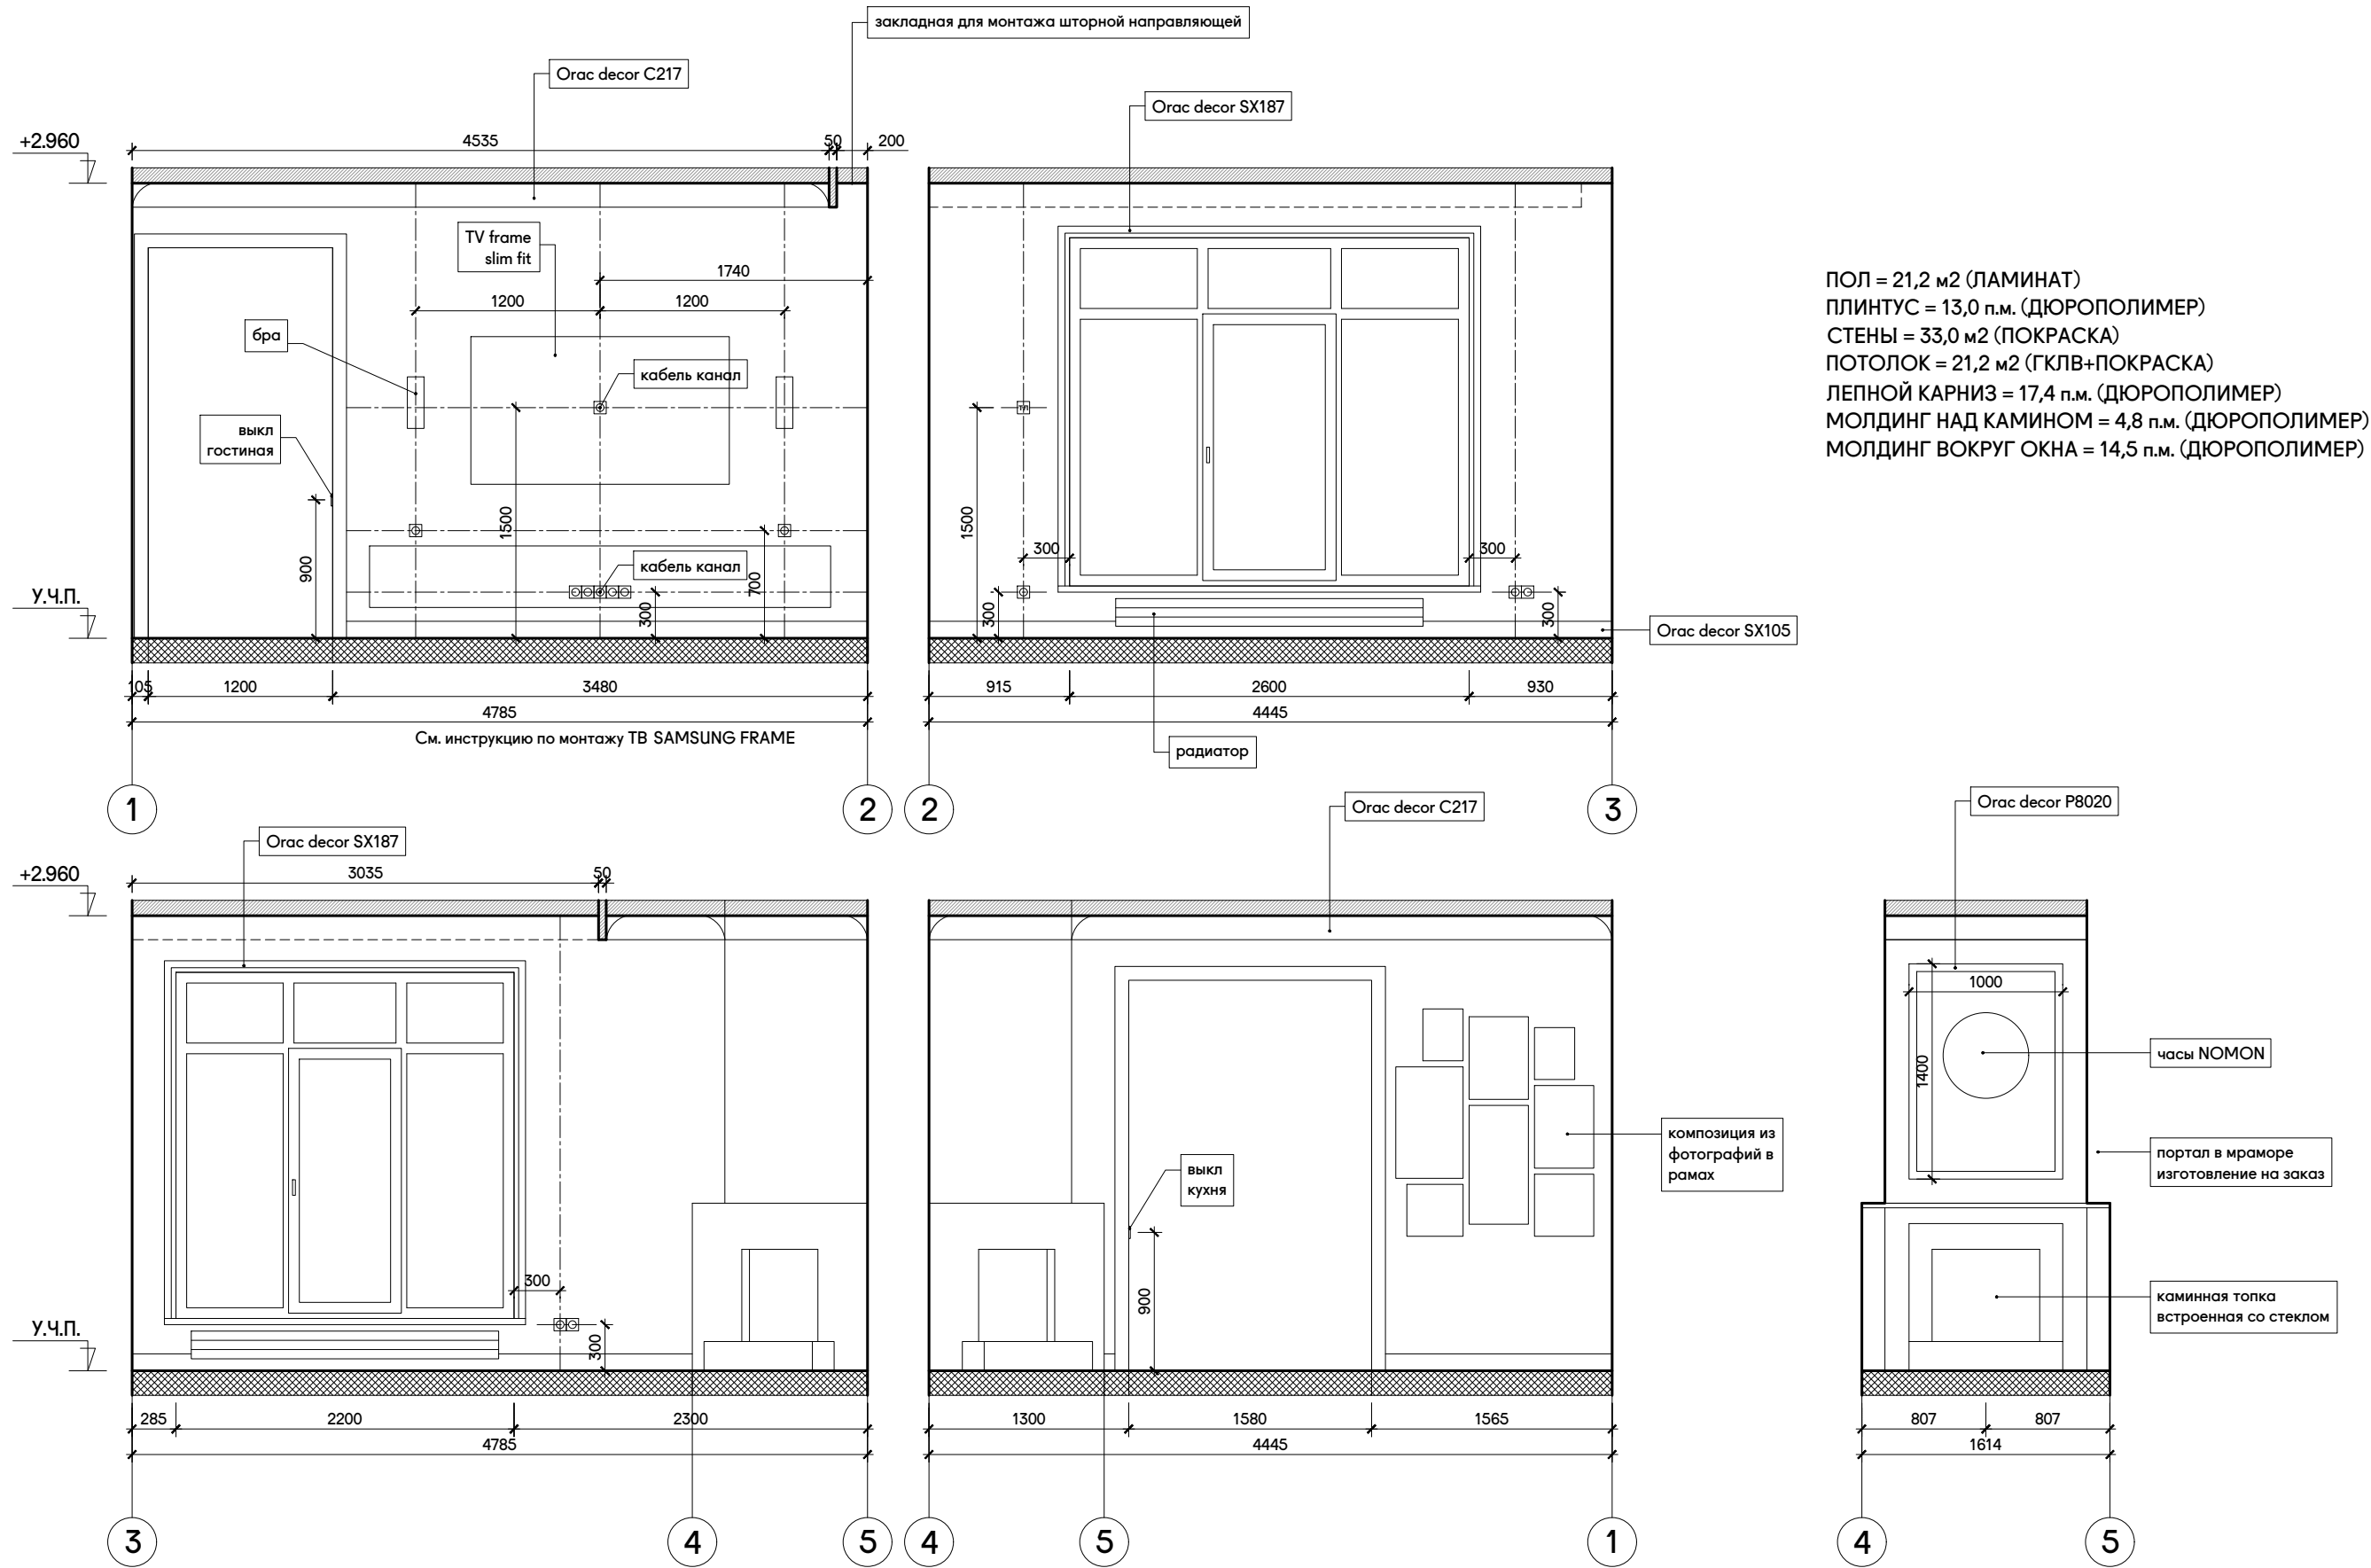 закладная для монтажа шторной направляющей
Orac decor C217
Orac decor SX187
+2.960
4535
50
200
TV frame
slim fit
1740
1200
1200
бра
кабель канал
выкл
гостиная
1500
900
кабель канал
700
300
У.Ч.П.
105
1200
3480
4785
См. инструкцию по монтажу ТВ SAMSUNG FRAME
1
2
ТЛ
1500
300
300
300
300
Orac decor SX105
915
2600
930
4445
радиатор
2
3
ПОЛ = 21,2 м2 (ЛАМИНАТ)
ПЛИНТУС = 13,0 п.м. (ДЮРОПОЛИМЕР)
СТЕНЫ = 33,0 м2 (ПОКРАСКА)
ПОТОЛОК = 21,2 м2 (ГКЛВ+ПОКРАСКА)
ЛЕПНОЙ КАРНИЗ = 17,4 п.м. (ДЮРОПОЛИМЕР)
МОЛДИНГ НАД КАМИНОМ = 4,8 п.м. (ДЮРОПОЛИМЕР)
МОЛДИНГ ВОКРУГ ОКНА = 14,5 п.м. (ДЮРОПОЛИМЕР)
Orac decor SX187
+2.960
3035
50
300
300
У.Ч.П.
285
2200
2300
4785
3
4
5
Orac decor C217
выкл
кухня
900
композиция из
фотографий в
рамах
1300
1580
1565
4445
4
5
1
Orac decor P8020
1000
1400
часы NOMON
портал в мраморе
изготовление на заказ
каминная топка
встроенная со стеклом
807
807
1614
4
5